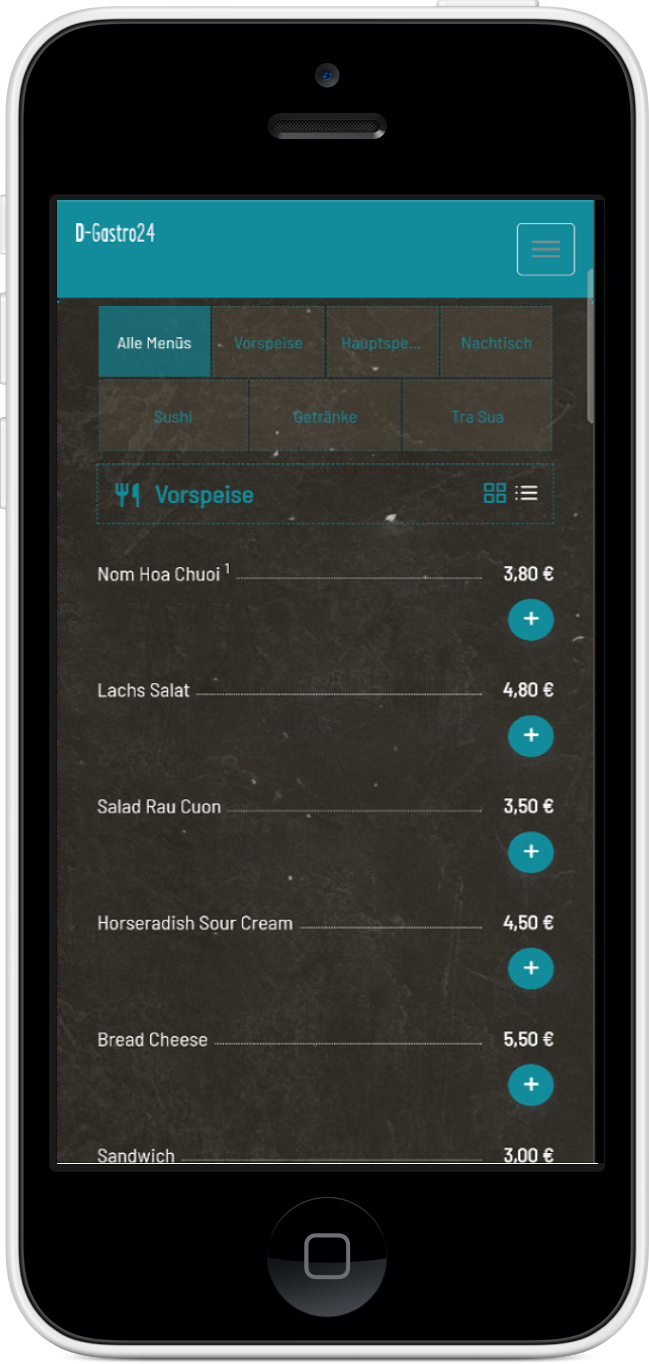 D-Gastro24
Alle Menüs Vorspeise Hauptspe... Nachtisch
Sushi Getränke Tra Sua
Vorspeise
Nom Hoa Chuoi ¹ 3,80 €
+
Lachs Salat 4,80 €
+
Salad Rau Cuon 3,50 €
+
Horseradish Sour Cream 4,50 €
+
Bread Cheese 5,50 €
+
Sandwich 3,00 €